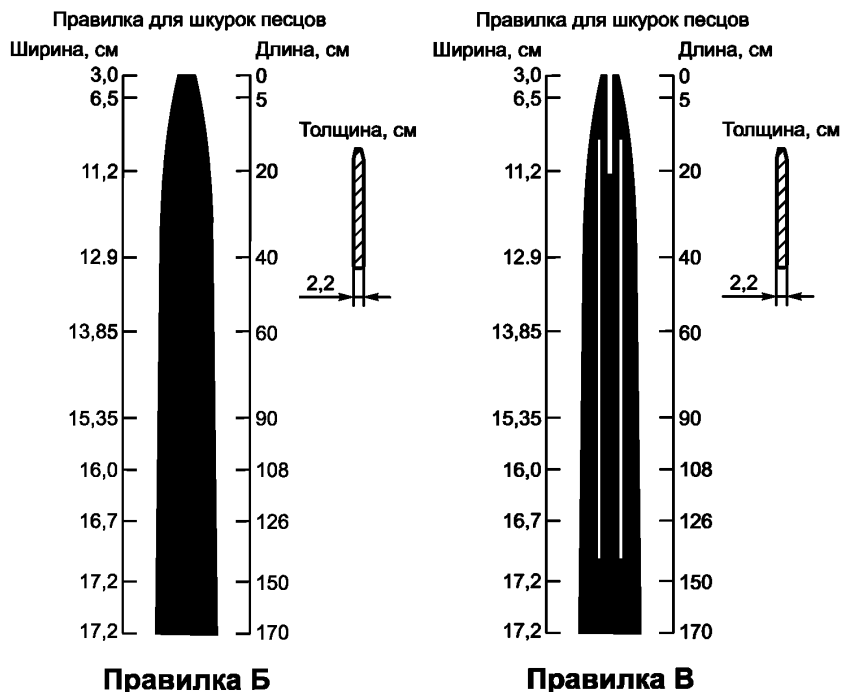 Правилка для шкурок песцов
Ширина, см Длина, см
3,0 0
6,5 5
Толщина, см
11,2 20
12.9 40
2,2
13,85 60
15,35 90
16,0 108
16,7 126
17,2 150
17,2 170
Правилка Б
Правилка для шкурок песцов
Ширина, см Длина, см
3,0 0
6,5 5
Толщина, см
11,2 20
12.9 40
2,2
13,85 60
15,35 90
16,0 108
16,7 126
17,2 150
17,2 170
Правилка В